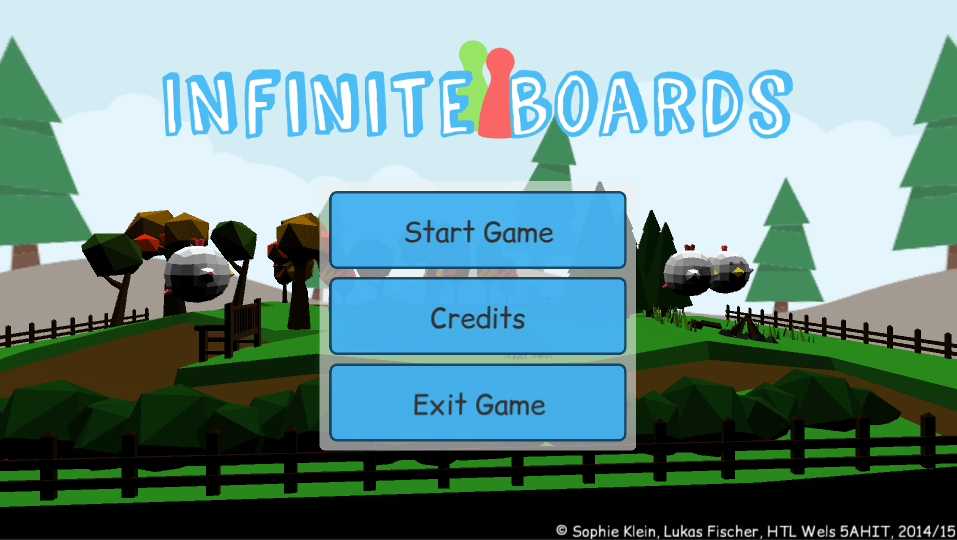 INFINITE BOARDS
Start Game
Credits
Exit Game
© Sophie Klein, Lukas Fischer, HTL Wels 5AHIT, 2014/15